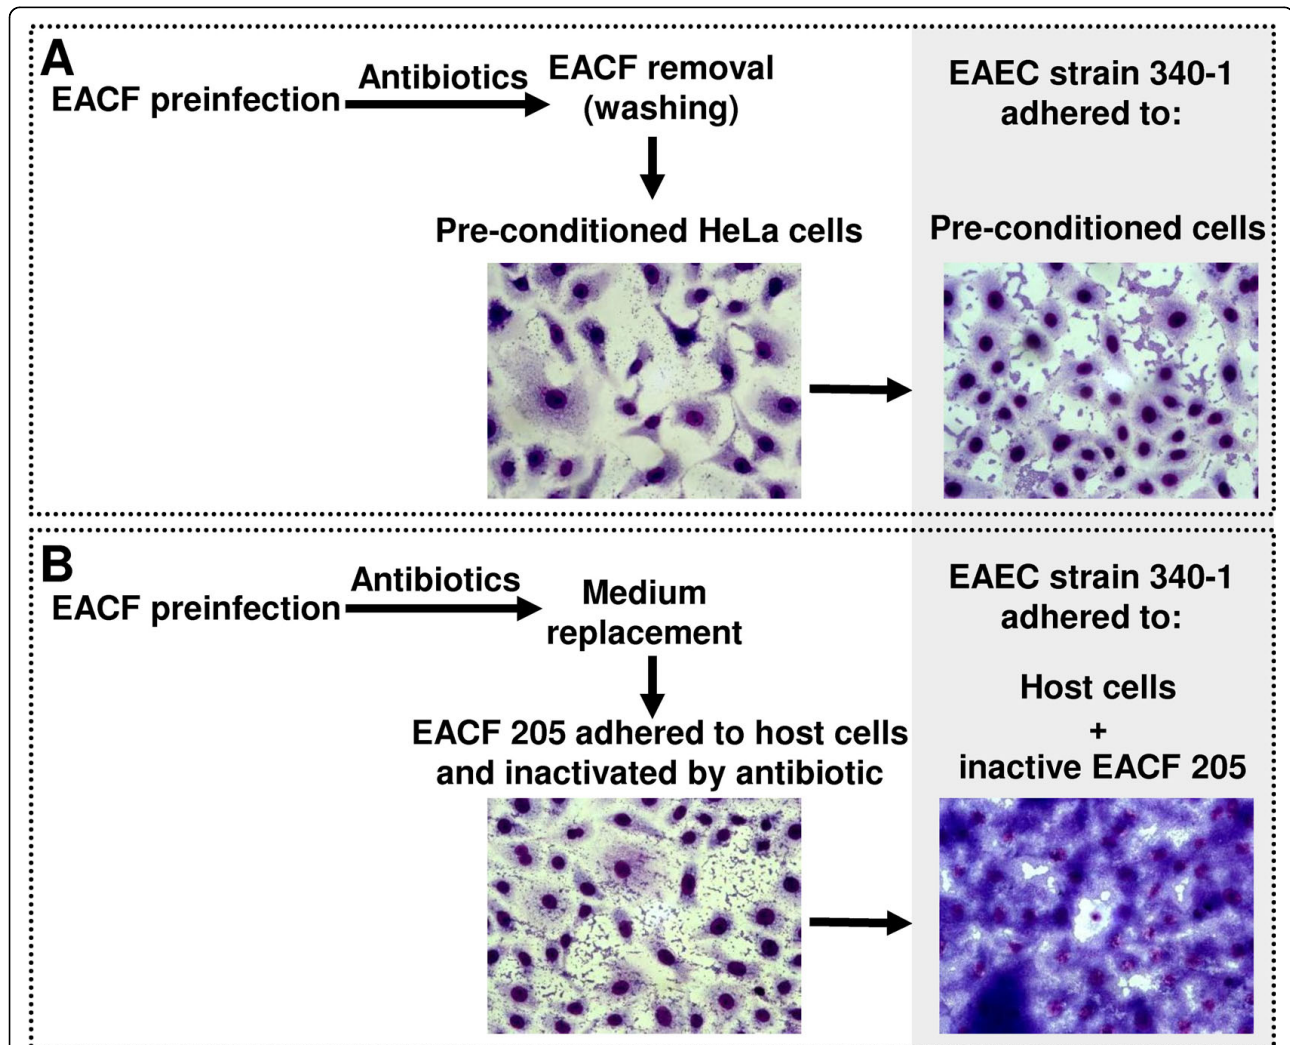 A
EACF preinfection
Antibiotics
EACF removal
(washing)
EAEC strain 340-1
adhered to:
Pre-conditioned HeLa cells
Pre-conditioned cells
B
EACF preinfection
Antibiotics
Medium
replacement
EAEC strain 340-1
adhered to:
Host cells
+
inactive EACF 205
EACF 205 adhered to host cells
and inactivated by antibiotic